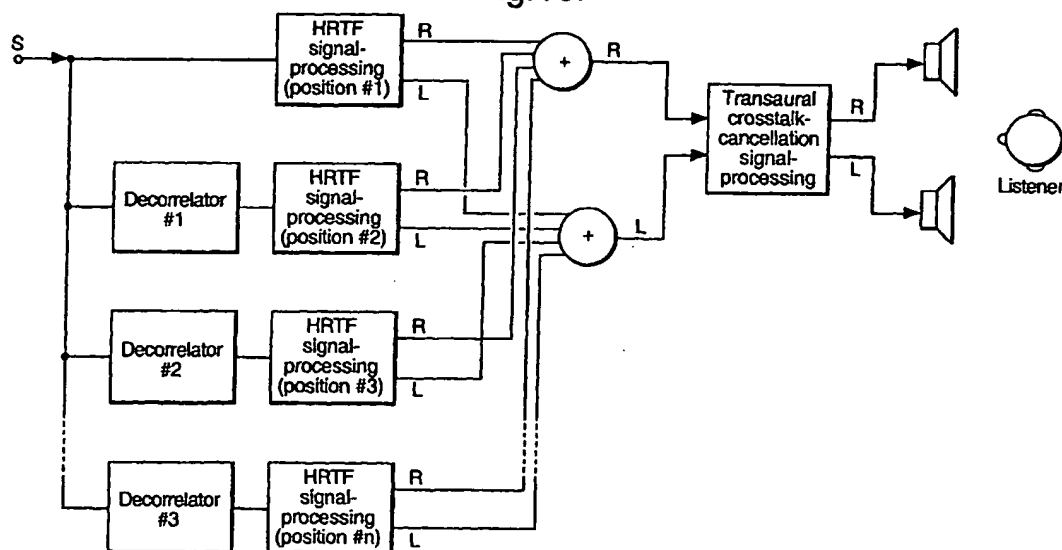 S
HRTF
signal-
processing
(position #1)
R
L
+
R
Transaural
crosstalk-
cancellation
signal-
processing
R
L
Listener
Decorrelator
#1
HRTF
signal-
processing
(position #2)
R
L
+
L
Decorrelator
#2
HRTF
signal-
processing
(position #3)
R
L
Decorrelator
#3
HRTF
signal-
processing
(position #n)
R
L